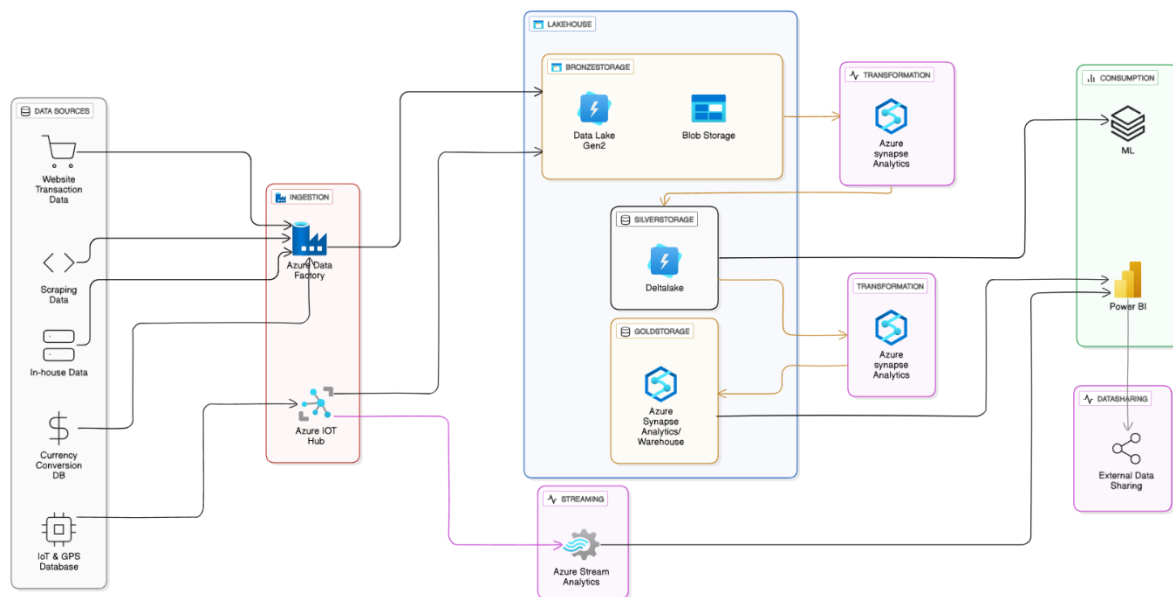 DATA SOURCES
Website
Transaction
Data
Scraping
Data
In-house Data
Currency
Conversion
DB
IoT & GPS
Database
INGESTION
Azure Data
Factory
Azure IOT
Hub
LAKEHOUSE
BRONZESTORAGE
Data Lake
Gen2
Blob Storage
TRANSFORMATION
Azure
synapse
Analytics
SILVERSTORAGE
Deltalake
TRANSFORMATION
Azure
synapse
Analytics
GOLDSTORAGE
Azure
Synapse
Analytics/
Warehouse
STREAMING
Azure Stream
Analytics
CONSUMPTION
ML
Power BI
DATASHARING
External Data
Sharing